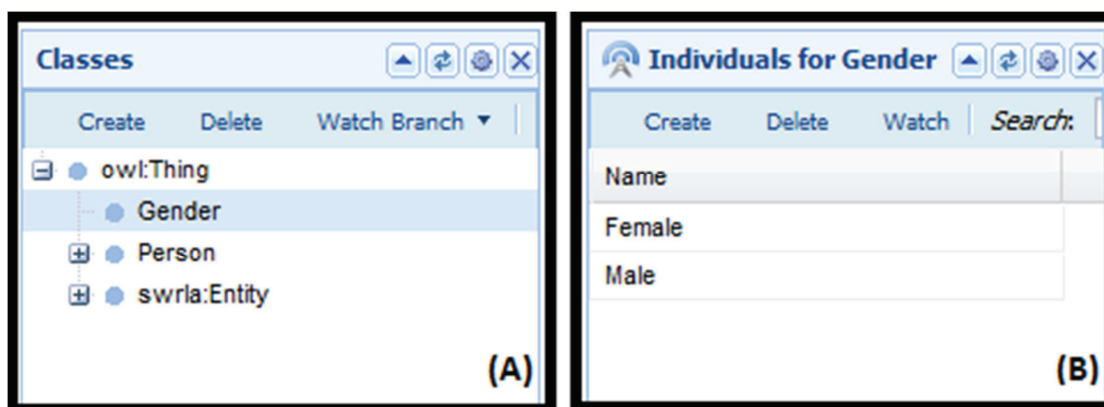 Classes
Create Delete Watch Branch
owl:Thing
Gender
Person
swrla:Entity
(A)
Individuals for Gender
Create Delete Watch Search:
Name
Female
Male
(B)